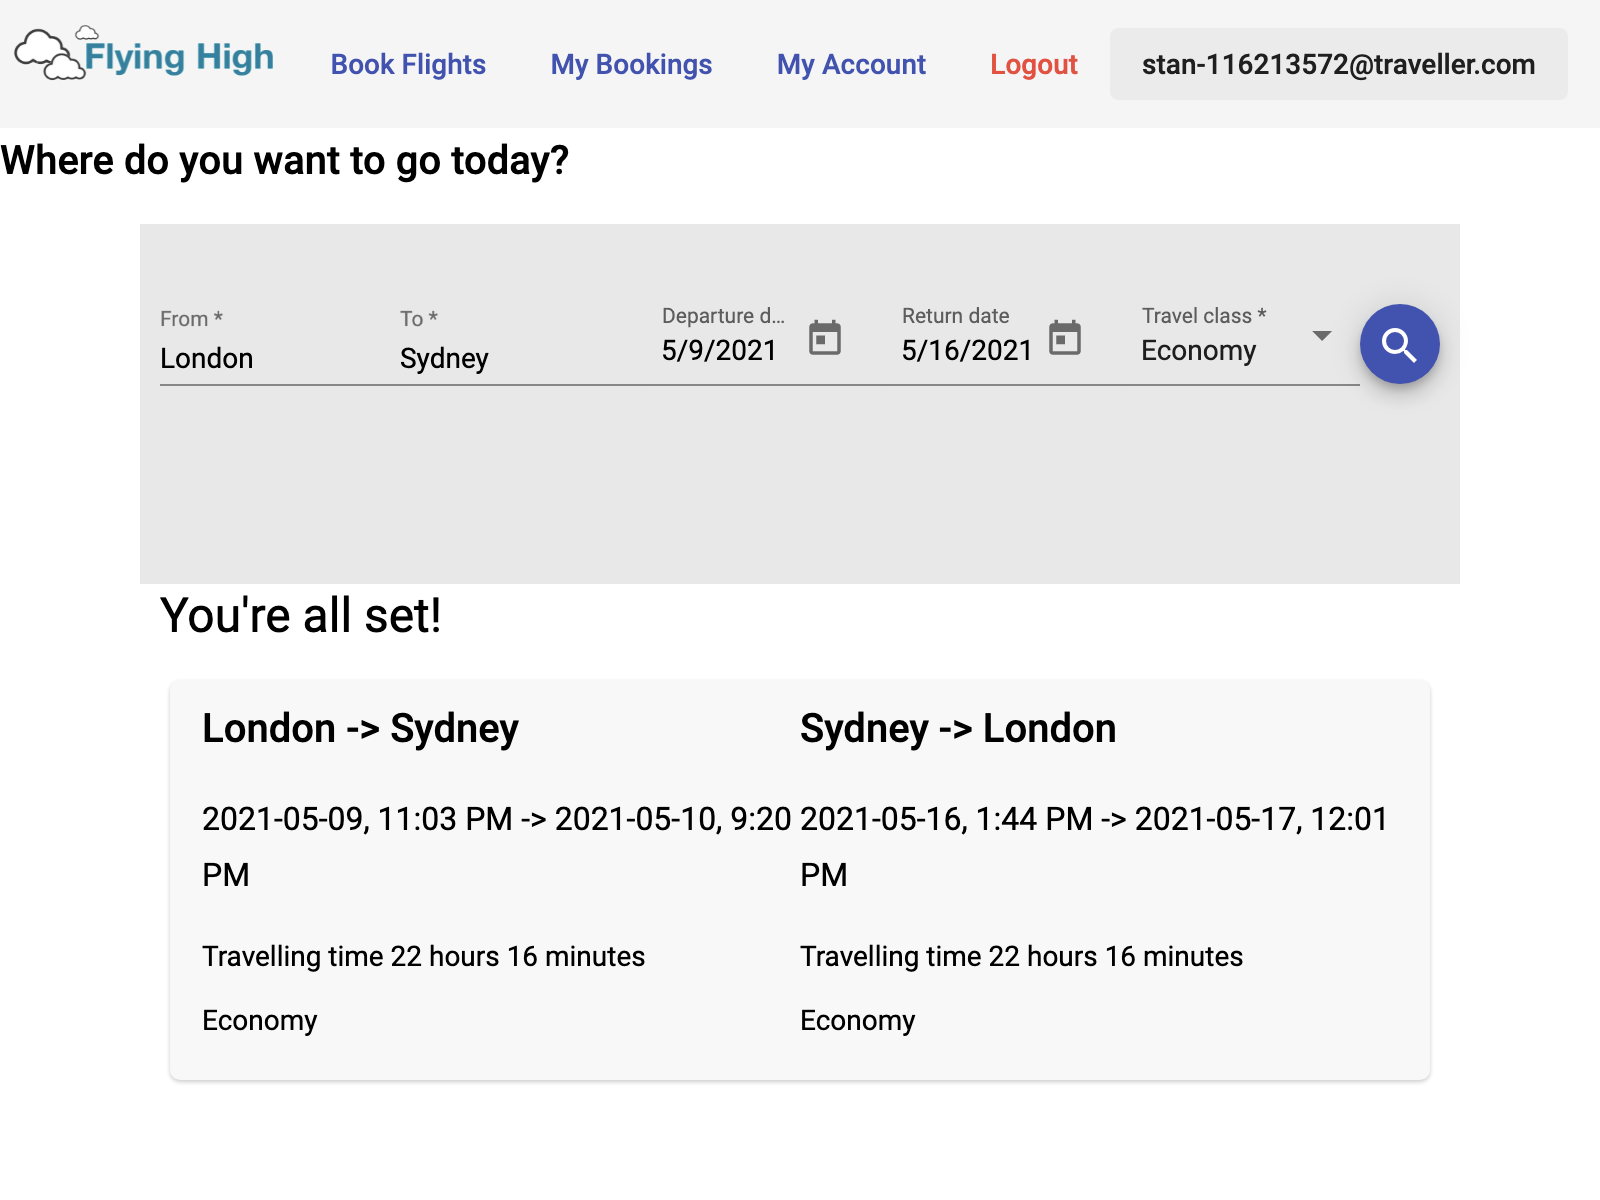 Flying High
Book Flights
My Bookings
My Account
Logout
stan-116213572@traveller.com
Where do you want to go today?
From *
London
To *
Sydney
Departure d...
5/9/2021
Return date
5/16/2021
Travel class *
Economy
You're all set!
London -> Sydney
2021-05-09, 11:03 PM -> 2021-05-10, 9:20
PM
Travelling time 22 hours 16 minutes
Economy
Sydney -> London
2021-05-16, 1:44 PM -> 2021-05-17, 12:01
PM
Travelling time 22 hours 16 minutes
Economy